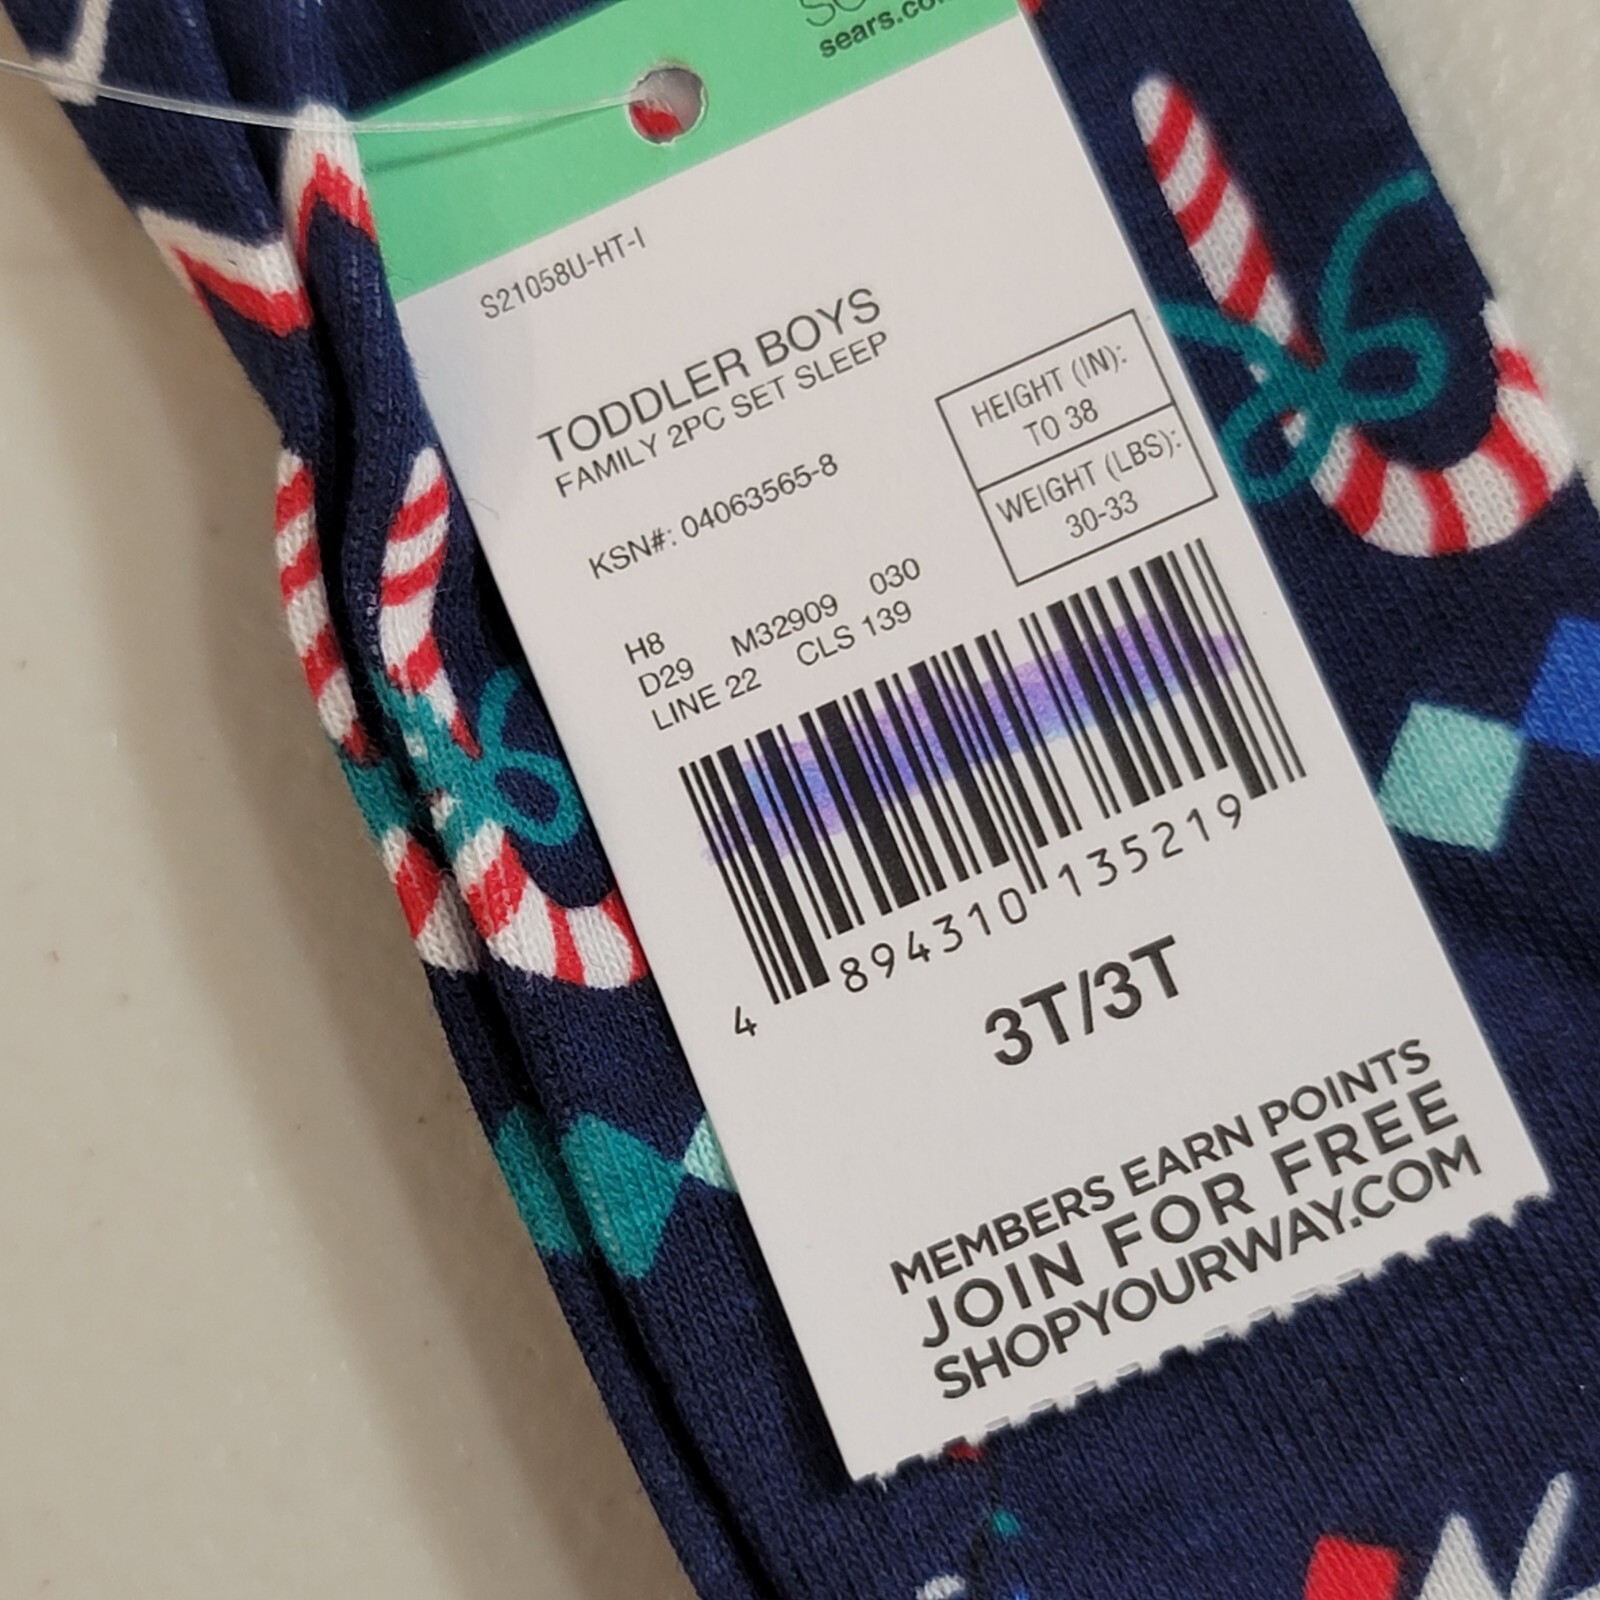 sears.co
S21058U-HT-I
TODDLER BOYS
FAMILY 2PC SET SLEEP
KSN#: 04063565-8
HEIGHT (IN):
TO 38
WEIGHT (LBS):
30-33
H8 M32909 030
D29 CLS 139
LINE 22
4 894310 135219
3T/3T
MEMBERS EARN POINTS
JOIN FOR FREE
SHOPYOURWAY.COM